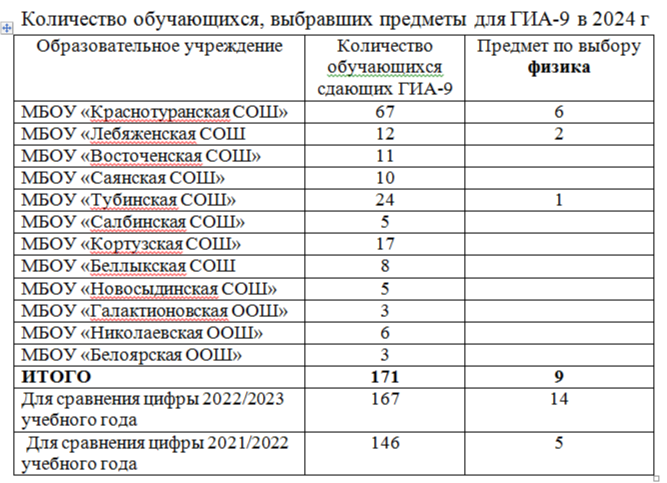 Количество обучающихся, выбравших предметы для ГИА-9 в 2024 г
Образовательное учреждение Количество обучающихся сдающих ГИА-9 Предмет по выбору физика
МБОУ «Краснотуранская СОШ» 67 6
МБОУ «Лебяженская СОШ 12 2
МБОУ «Восточенская СОШ» 11
МБОУ «Саянская СОШ» 10
МБОУ «Тубинская СОШ» 24 1
МБОУ «Салбинская СОШ» 5
МБОУ «Кортузская СОШ» 17
МБОУ «Беллыкская СОШ 8
МБОУ «Новосыдинская СОШ» 5
МБОУ «Галактионовская ООШ» 3
МБОУ «Николаевская ООШ» 6
МБОУ «Белоярская ООШ» 3
ИТОГО 171 9
Для сравнения цифры 2022/2023 167 14
учебного года
Для сравнения цифры 2021/2022 146 5
учебного года